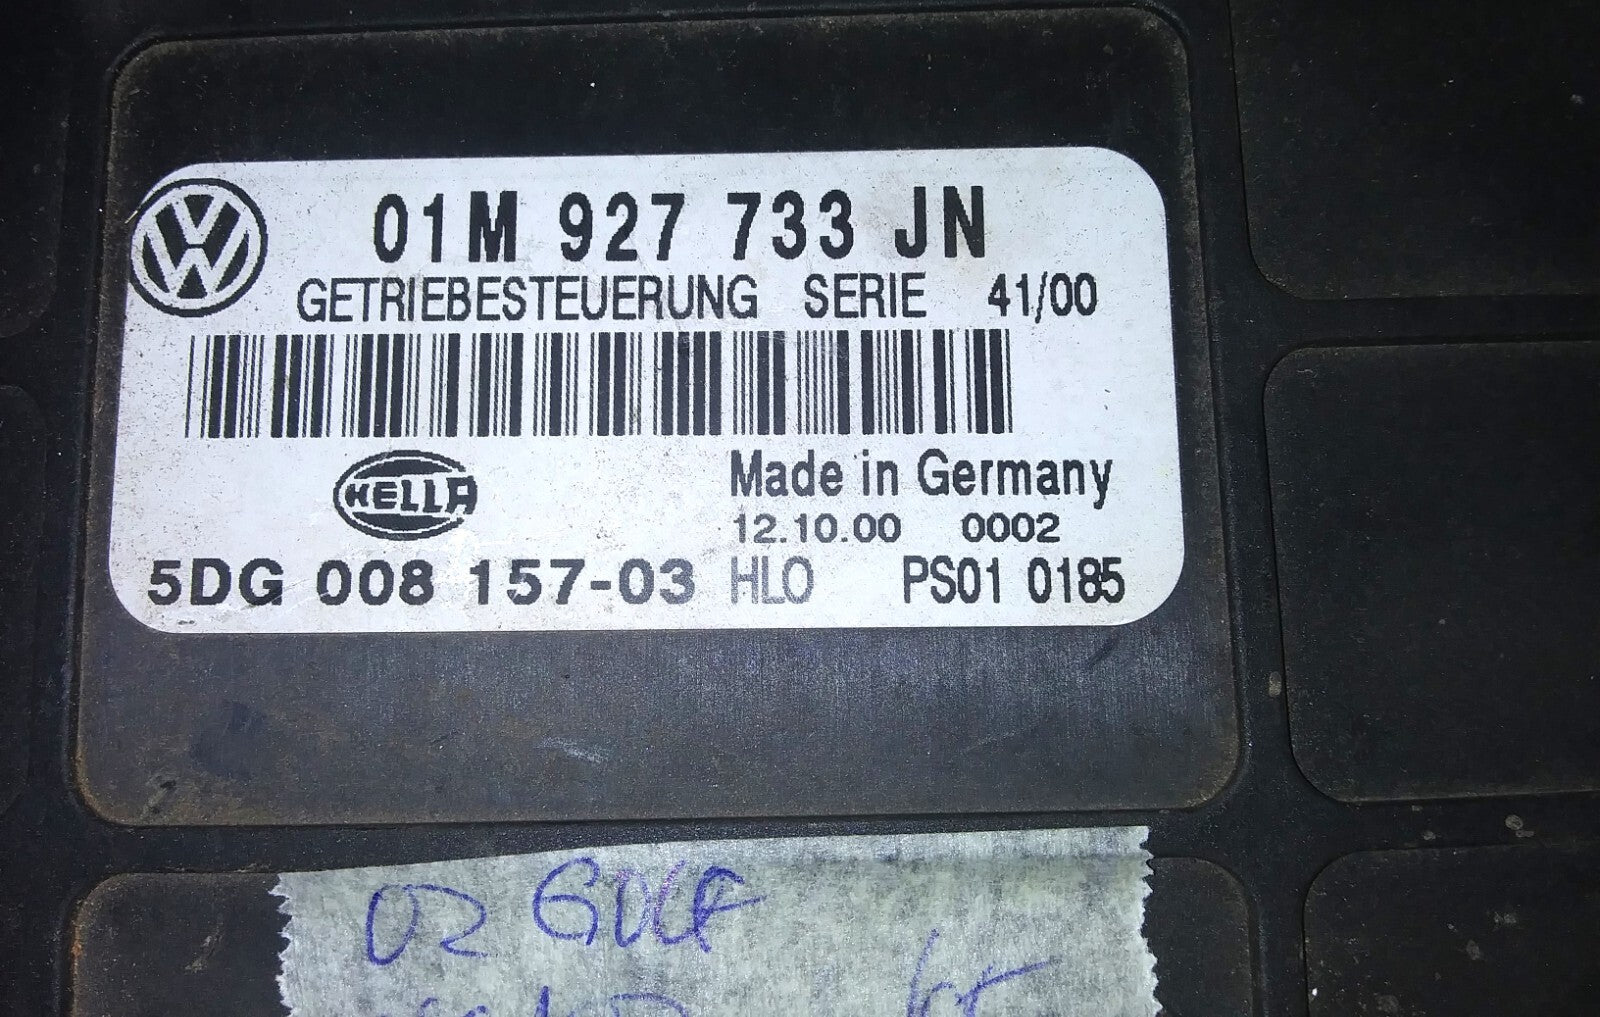 01M 927 733 JN
GETRIEBESTEUERUNG SERIE 41/00
HELLA
Made in Germany
12.10.00 0002
5DG 008 157-03 HLO PS01 0185
02 GOLF